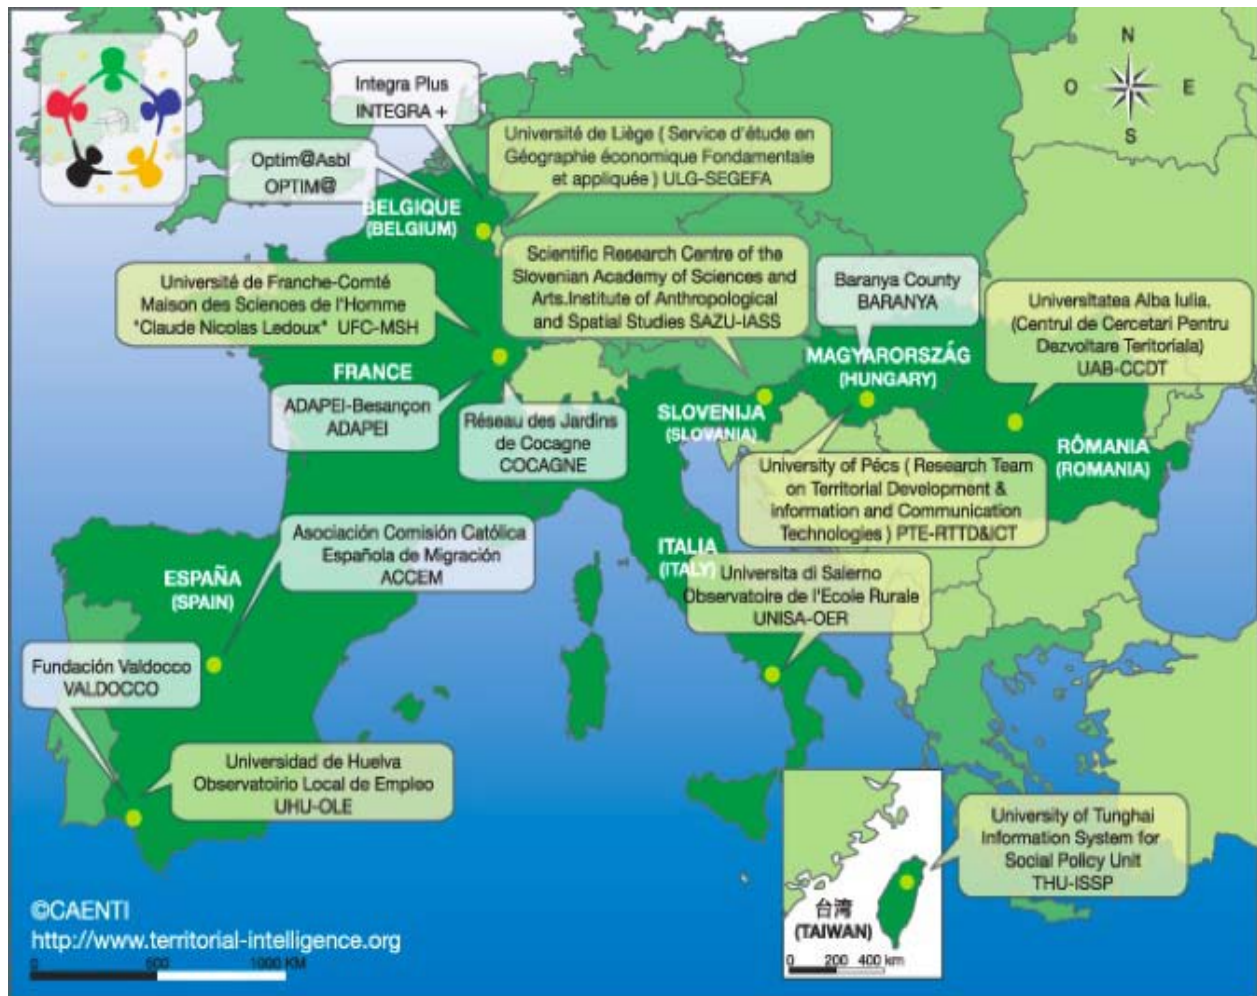 N
O
E
S
Integra Plus
INTEGRA +
Optim@Asbl
OPTIM@
Université de Liège ( Service d'étude en
Géographie économique Fondamentale
et appliquée ) ULG-SEGEFA
BELGIQUE
(BELGIUM)
Université de Franche-Comté
Maison des Sciences de l'Homme
"Claude Nicolas Ledoux" UFC-MSH
Scientific Research Centre of the
Slovenian Academy of Sciences and
Arts.Institute of Anthropological
and Spatial Studies SAZU-IASS
Baranya County
BARANYA
Universitatea Alba Iulia.
(Centrul de Cercetari Pentru
Dezvoltare Teritoriala)
UAB-CCDT
FRANCE
MAGYARORSZÁG
(HUNGARY)
ADAPEI-Besançon
ADAPEI
Réseau des Jardins
de Cocagne
COCAGNE
SLOVENIJA
(SLOVANIA)
RÔMANIA
(ROMANIA)
University of Pécs ( Research Team
on Territorial Development &
information and Communication
Technologies ) PTE-RTTD&ICT
Asociación Comisión Católica
Española de Migración
ACCEM
ITALIA
(ITALY)
Universita di Salerno
Observatoire de l'Ecole Rurale
UNISA-OER
ESPAÑA
(SPAIN)
Fundación Valdocco
VALDOCCO
Universidad de Huelva
Observatoirio Local de Empleo
UHU-OLE
University of Tunghai
Information System for
Social Policy Unit
THU-ISSP
台湾
(TAIWAN)
0 200 400 km
©CAENTI
http://www.territorial-intelligence.org
0 500 1000 KM